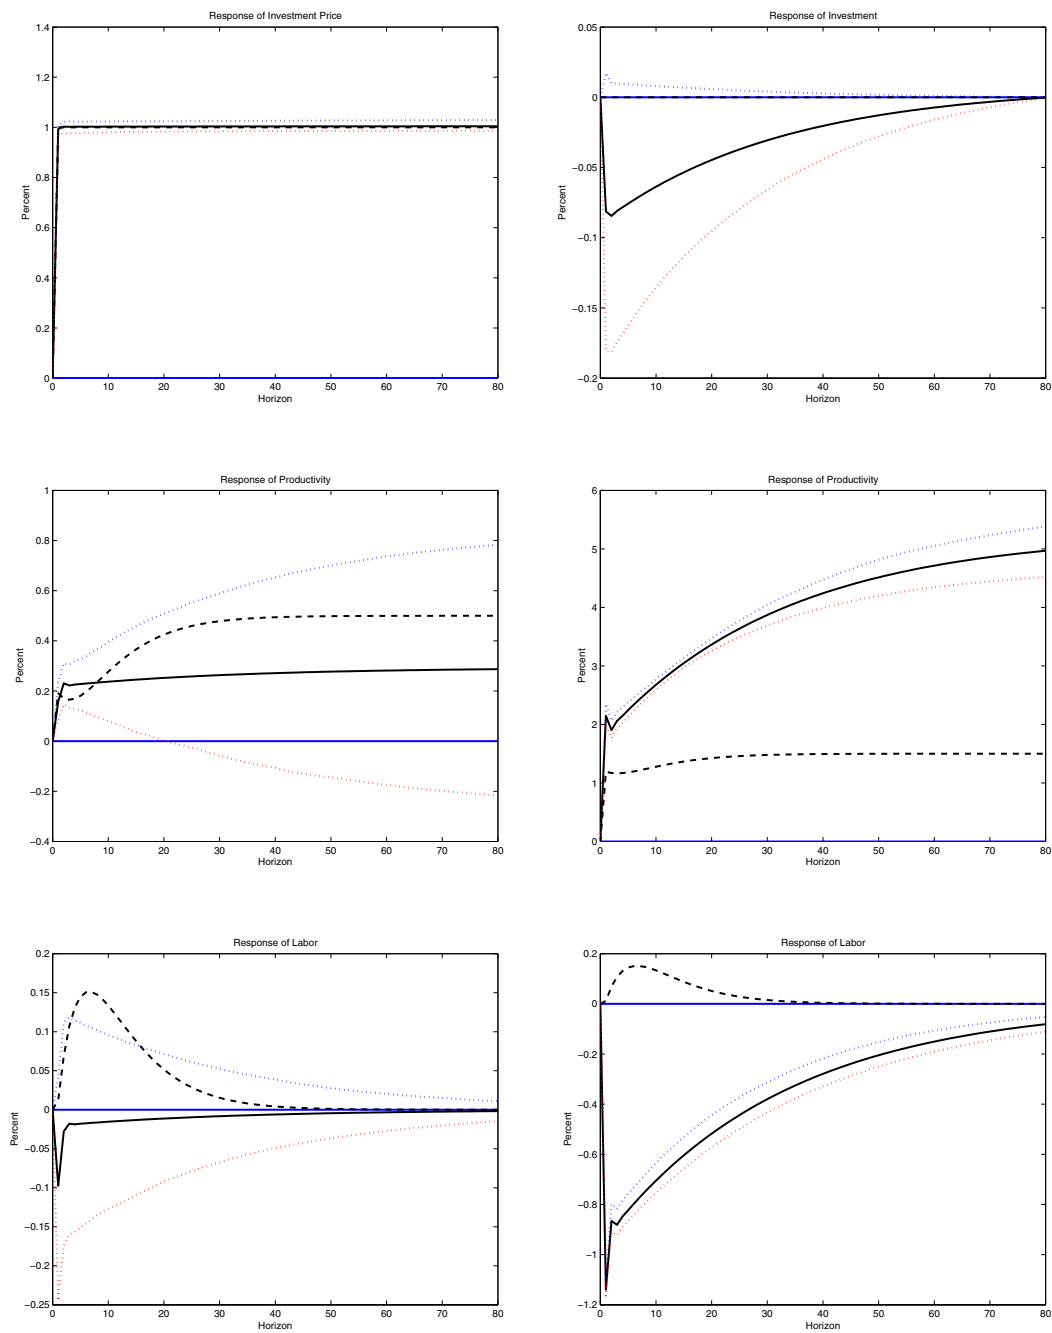 Response of Investment Price
1.4
1.2
1
0.8
0.6
0.4
0.2
0
Percent
0 10 20 30 40 50 60 70 80
Horizon
Response of Investment
0.05
0
−0.05
−0.1
−0.15
−0.2
Percent
0 10 20 30 40 50 60 70 80
Horizon
Response of Productivity
1
0.8
0.6
0.4
0.2
0
−0.2
−0.4
Percent
0 10 20 30 40 50 60 70 80
Horizon
Response of Productivity
6
5
4
3
2
1
0
Percent
0 10 20 30 40 50 60 70 80
Horizon
Response of Labor
0.2
0.15
0.1
0.05
0
−0.05
−0.1
−0.15
−0.2
−0.25
Percent
0 10 20 30 40 50 60 70 80
Horizon
Response of Labor
0.2
0
−0.2
−0.4
−0.6
−0.8
−1
−1.2
Percent
0 10 20 30 40 50 60 70 80
Horizon